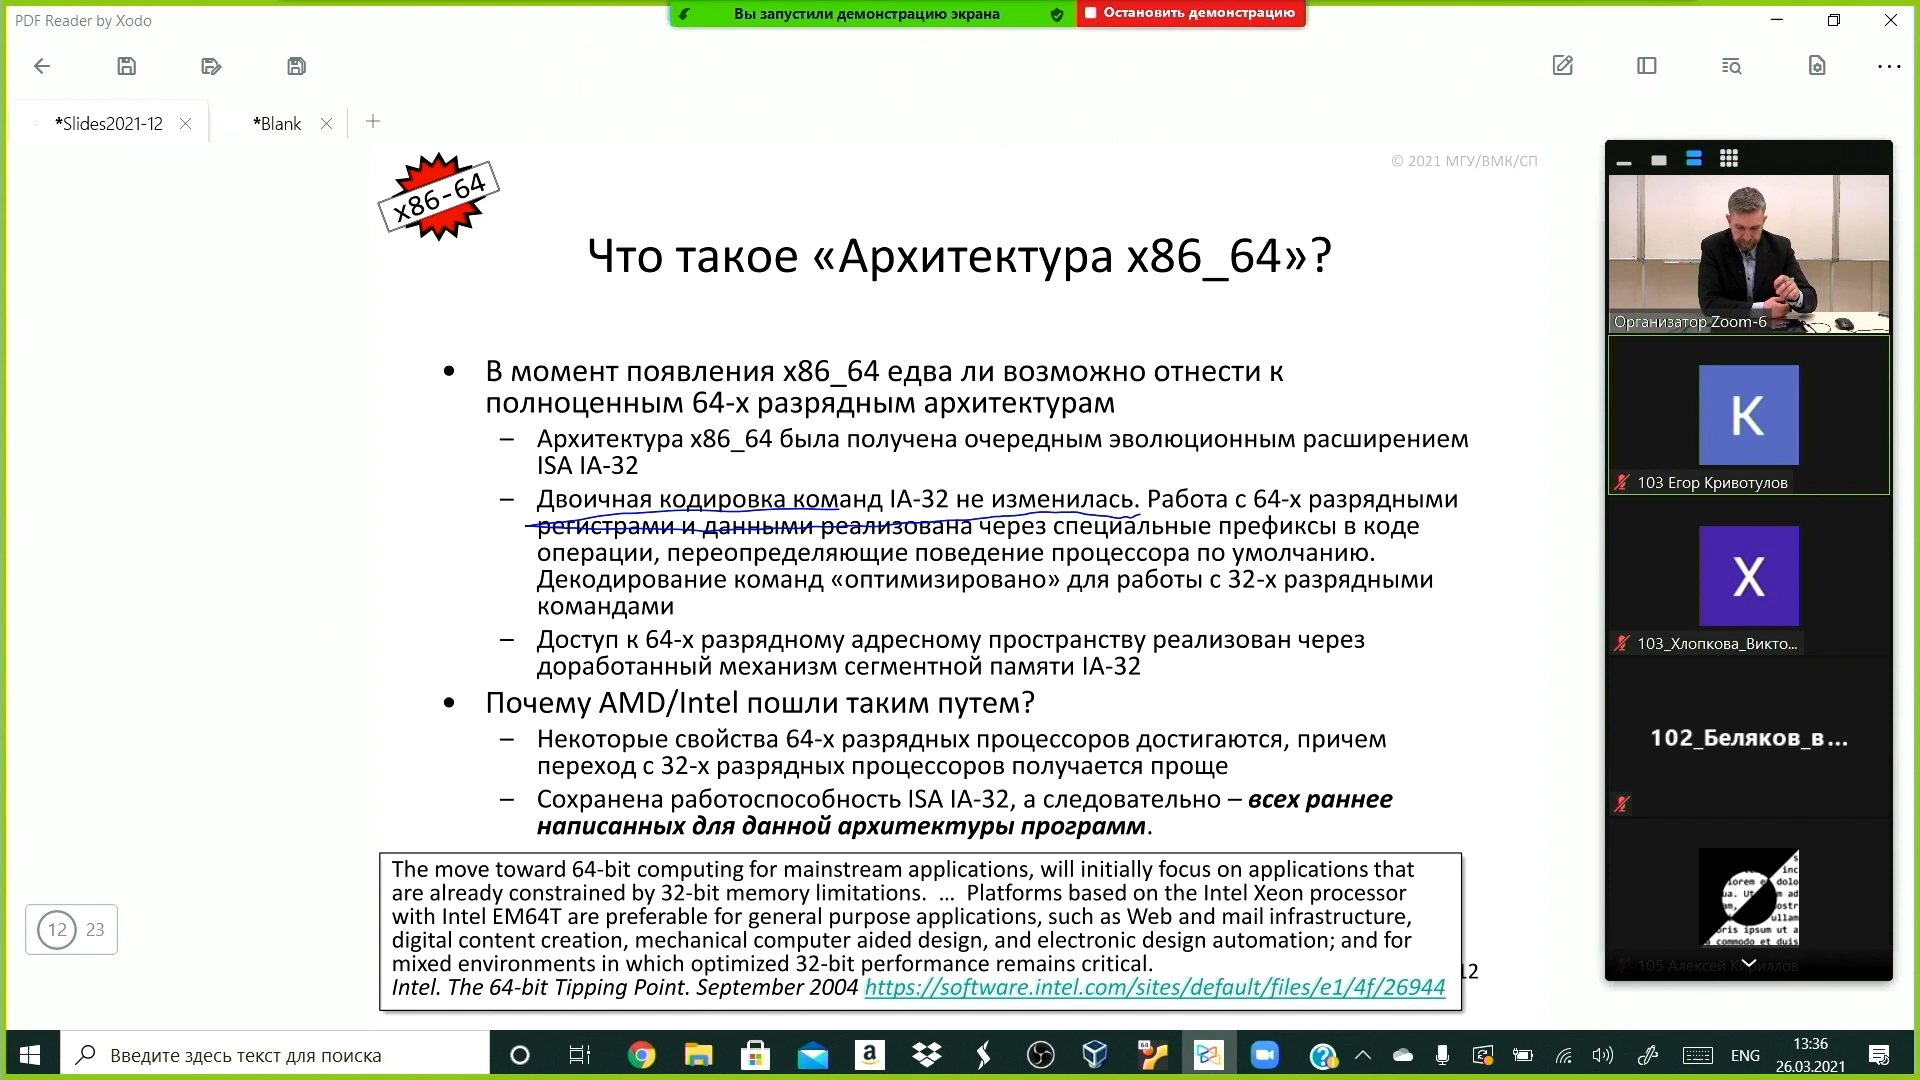 PDF Reader by Xodo
Вы запустили демонстрацию экрана
Остановить демонстрацию
*Slides2021-12
*Blank
© 2021 МГУ/ВМК/СП
x86-64
Что такое «Архитектура x86_64»?
• В момент появления x86_64 едва ли возможно отнести к
полноценным 64-х разрядным архитектурам
– Архитектура x86_64 была получена очередным эволюционным расширением
ISA IA-32
– Двоичная кодировка команд IA-32 не изменилась. Работа с 64-х разрядными
регистрами и данными реализована через специальные префиксы в коде
операции, переопределяющие поведение процессора по умолчанию.
Декодирование команд «оптимизировано» для работы с 32-х разрядными
командами
– Доступ к 64-х разрядному адресному пространству реализован через
доработанный механизм сегментной памяти IA-32
• Почему AMD/Intel пошли таким путем?
– Некоторые свойства 64-х разрядных процессоров достигаются, причем
переход с 32-х разрядных процессоров получается проще
– Сохранена работоспособность ISA IA-32, а следовательно – всех раннее
написанных для данной архитектуры программ.
The move toward 64-bit computing for mainstream applications, will initially focus on applications that
are already constrained by 32-bit memory limitations. ... Platforms based on the Intel Xeon processor
with Intel EM64T are preferable for general purpose applications, such as Web and mail infrastructure,
digital content creation, mechanical computer aided design, and electronic design automation; and for
mixed environments in which optimized 32-bit performance remains critical.
Intel. The 64-bit Tipping Point. September 2004 https://software.intel.com/sites/default/files/e1/4f/26944
12
12 23
Организатор Zoom-6
K
103 Егор Кривотулов
X
103_Хлопкова_Викто...
102_Беляков_в...
105 Алексей Кириллов
Введите здесь текст для поиска
ENG
13:36
26.03.2021